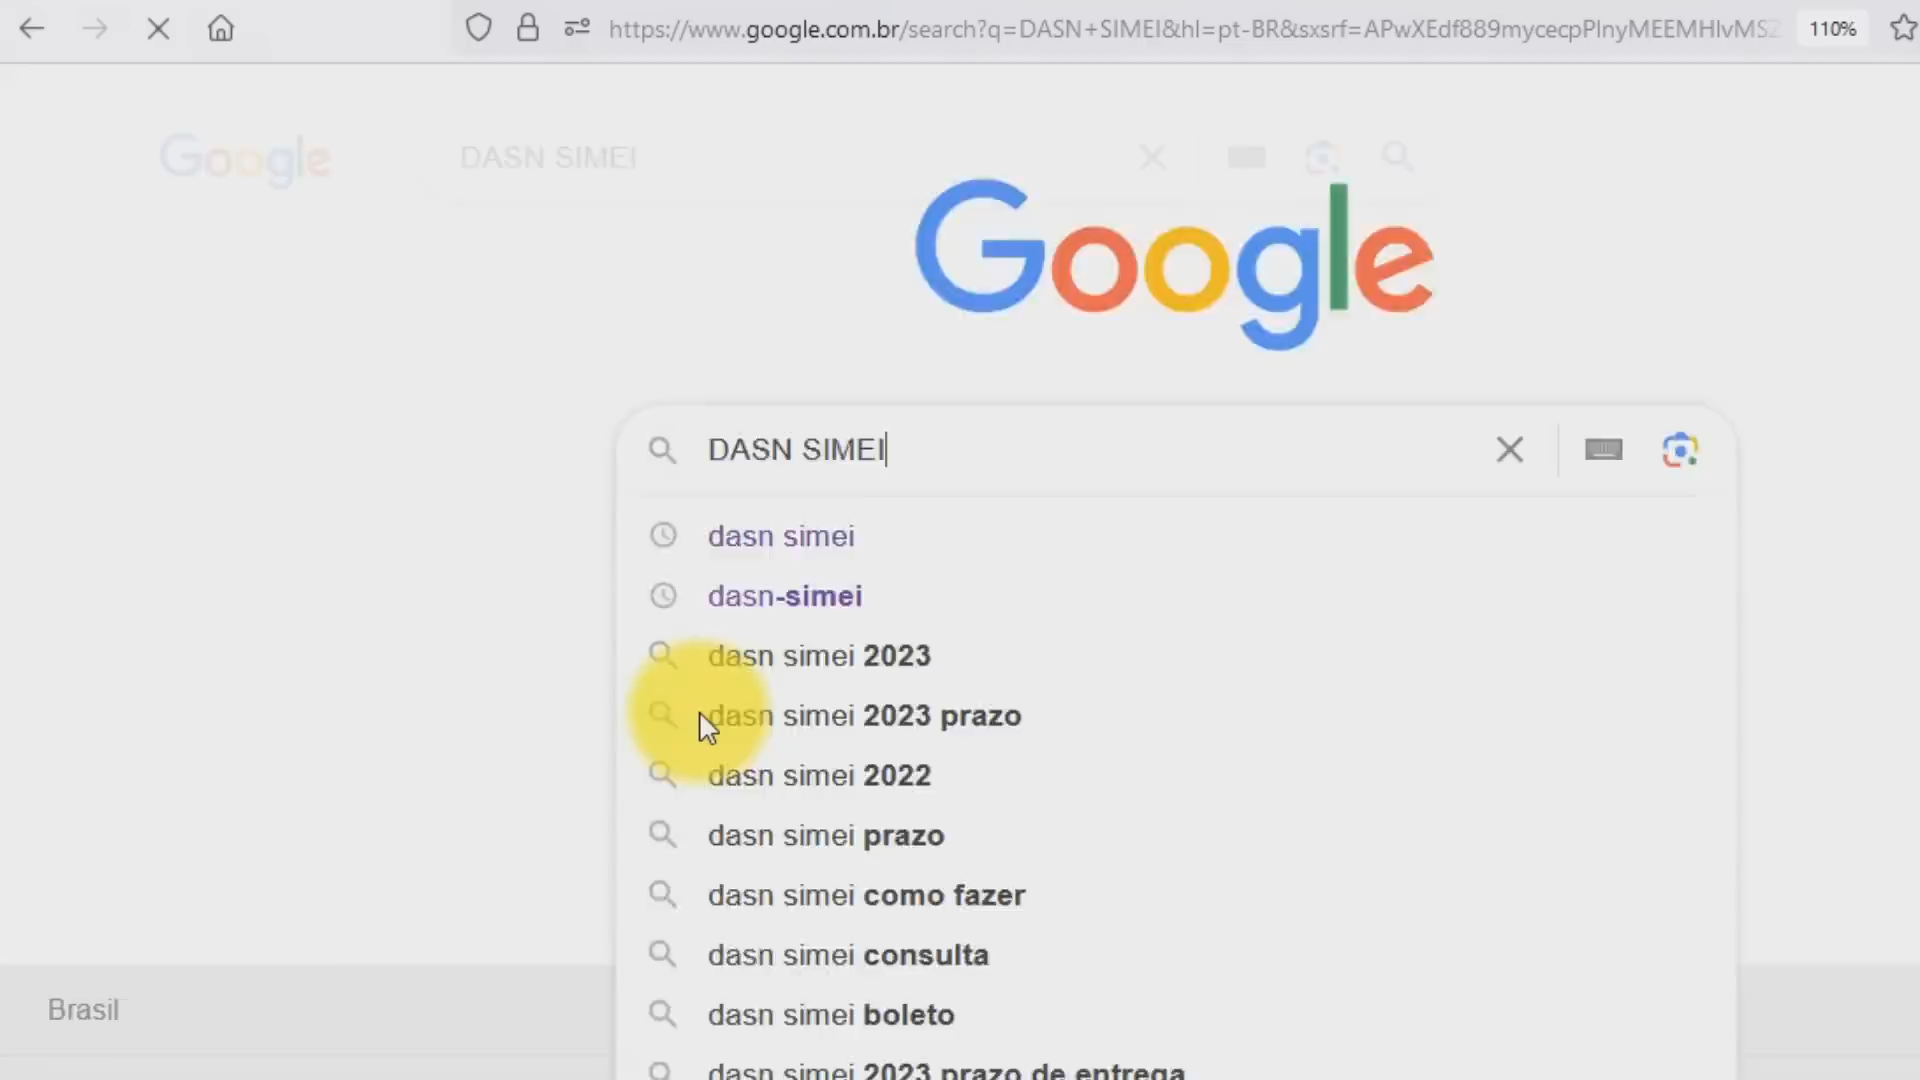 https://www.google.com.br/search?q=DASN+SIMEI&hl=pt-BR&sxsrf=APwXEdf889mycecpPlnyMEEMHlvMSZ
110%
Google
DASN SIMEI
Google
DASN SIMEI
dasn simei
dasn-simei
dasn simei 2023
dasn simei 2023 prazo
dasn simei 2022
dasn simei prazo
dasn simei como fazer
dasn simei consulta
Brasil
dasn simei boleto
dasn simei 2023 prazo de entrega